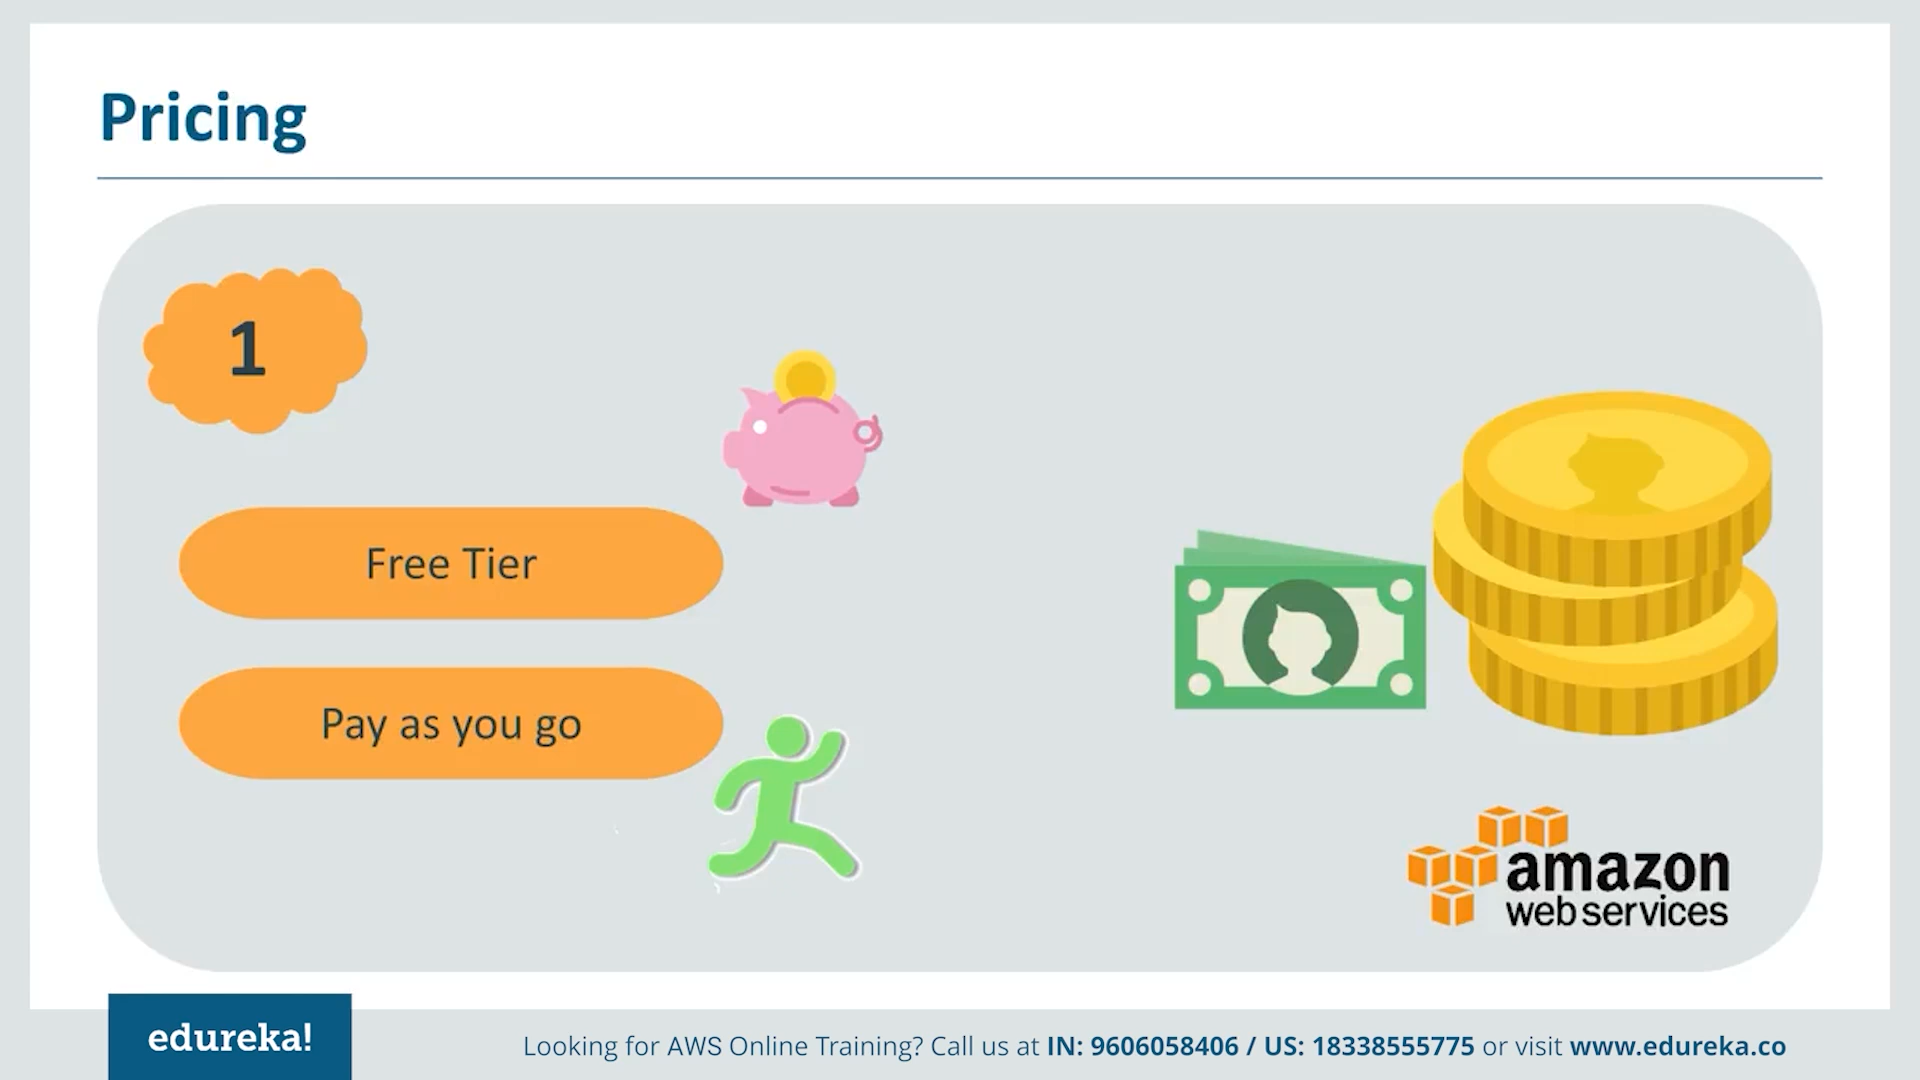 Pricing
1
Free Tier
Pay as you go
amazon
web services
edureka!
Looking for AWS Online Training? Call us at IN: 9606058406 / US: 18338555775 or visit www.edureka.co